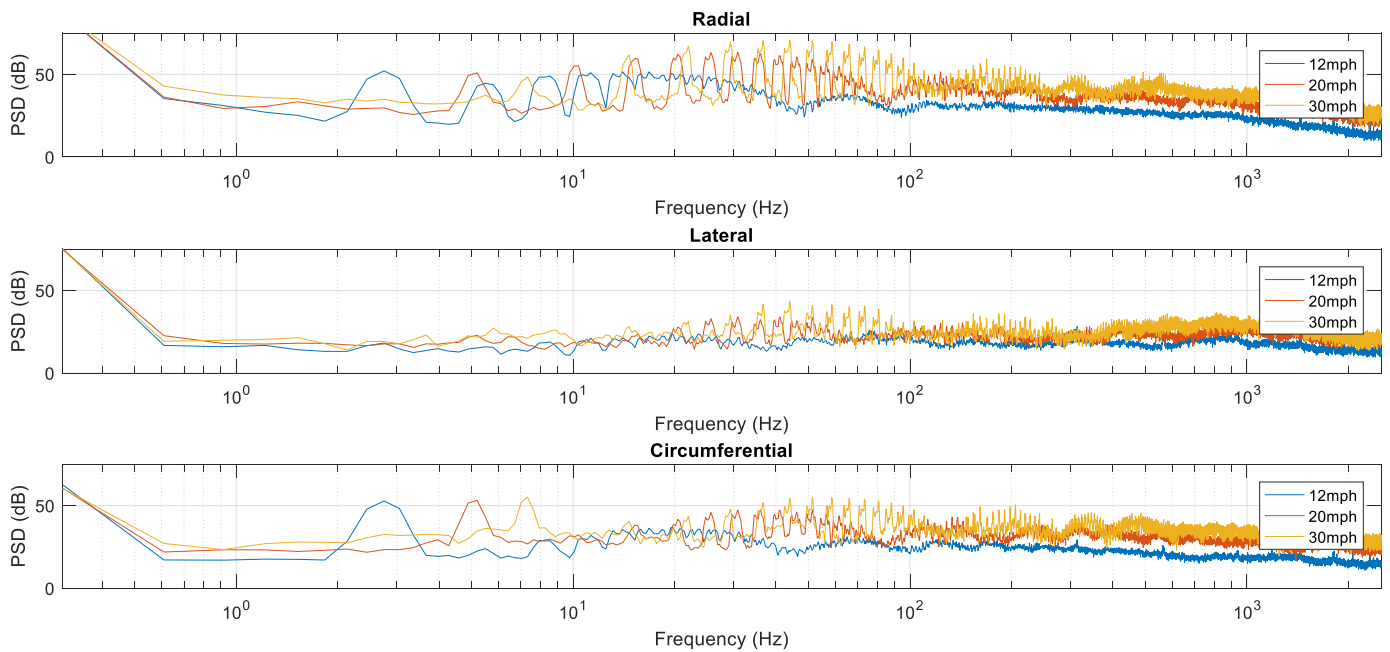 Radial
PSD (dB)
50
0
10^0
10^1
10^2
10^3
Frequency (Hz)
12mph
20mph
30mph
Lateral
PSD (dB)
50
0
10^0
10^1
10^2
10^3
Frequency (Hz)
12mph
20mph
30mph
Circumferential
PSD (dB)
50
0
10^0
10^1
10^2
10^3
Frequency (Hz)
12mph
20mph
30mph